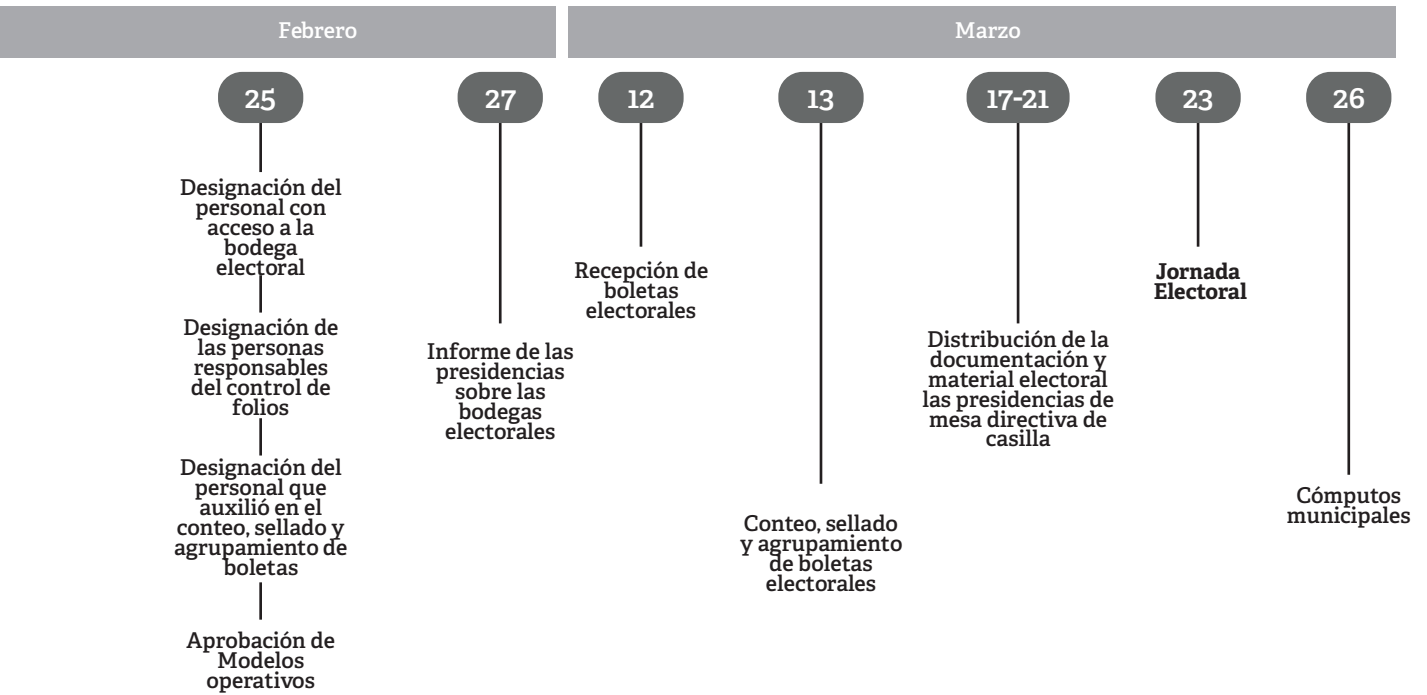 Febrero
Marzo
25
27
12
13
17-21
23
26
Designación del
personal con
acceso a la
bodega
electoral
Designación de
las personas
responsables
del control de
folios
Designación del
personal que
auxilió en el
conteo, sellado y
agrupamiento de
boletas
Aprobación de
Modelos
operativos
Informe de las
presidencias
sobre las
bodegas
electorales
Recepción de
boletas
electorales
Conteo, sellado
y agrupamiento
de boletas
electorales
Distribución de la
documentación y
material electoral
las presidencias de
mesa directiva de
casilla
Jornada
Electoral
Cómputos
municipales